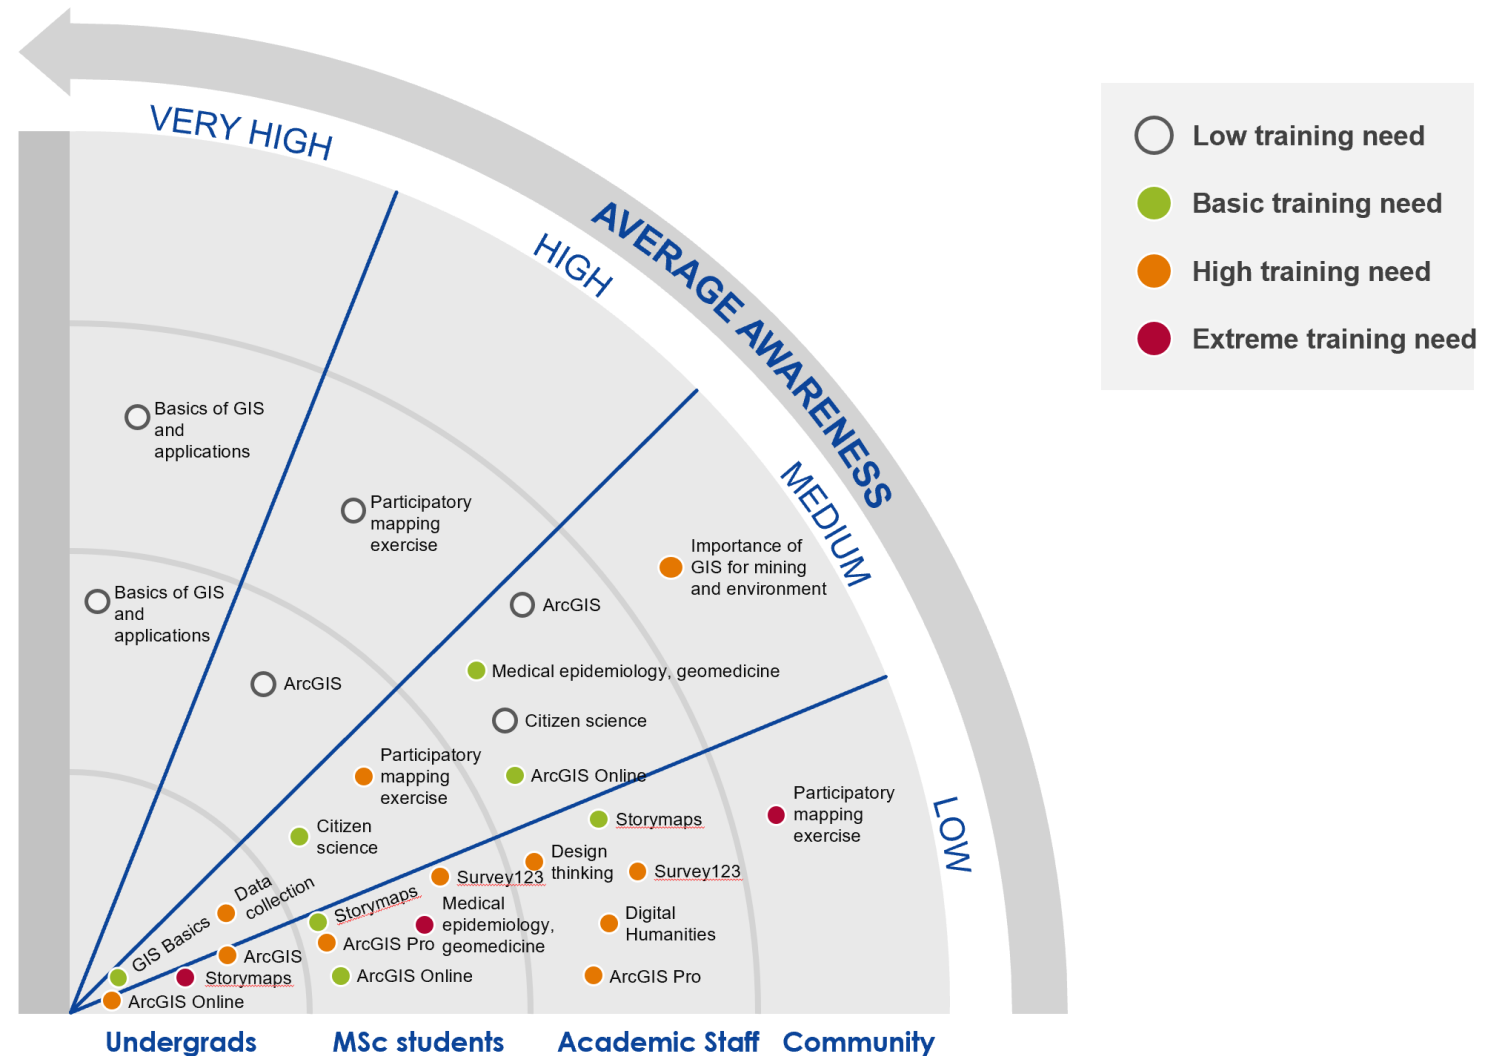 VERY HIGH
HIGH
AVERAGE AWARENESS
MEDIUM
LOW
Low training need
Basic training need
High training need
Extreme training need
Basics of GIS
and
applications
Participatory
mapping
exercise
Importance of
GIS for mining
and environment
Basics of GIS
and
applications
ArcGIS
ArcGIS
Medical epidemiology, geomedicine
Citizen science
Participatory
mapping
exercise
ArcGIS Online
Citizen
science
Storymaps
Participatory
mapping
exercise
Design
thinking
Survey123
Survey123
Data
collection
Storymaps
Medical
epidemiology,
geomedicine
Digital
Humanities
GIS Basics
ArcGIS Pro
ArcGIS
Storymaps
ArcGIS Online
ArcGIS Pro
ArcGIS Online
Undergrads
MSc students
Academic Staff
Community